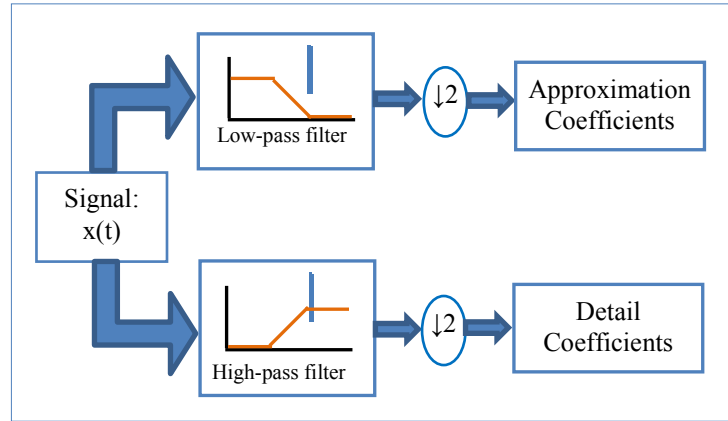 Low-pass filter
↓2
Approximation
Coefficients
Signal:
x(t)
High-pass filter
↓2
Detail
Coefficients